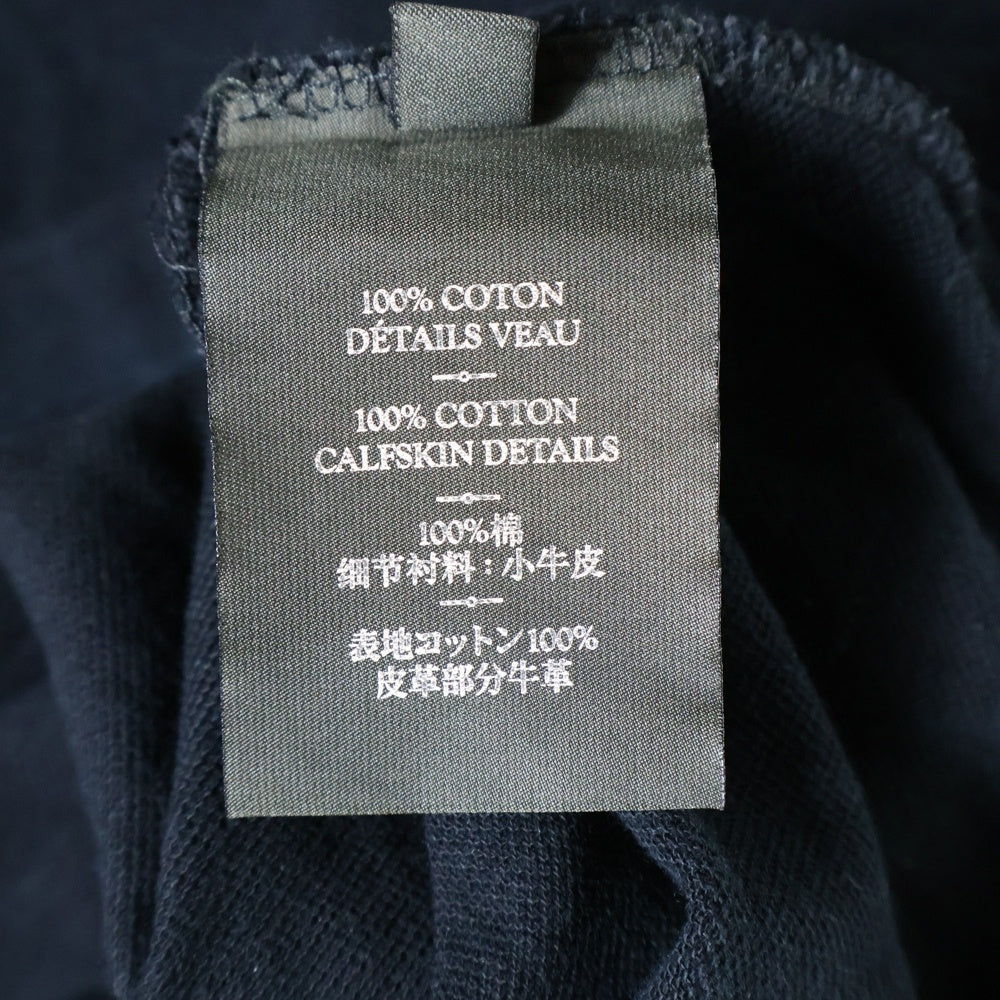 100% COTON
DÉTAILS VEAU
100% COTTON
CALFSKIN DETAILS
100%棉
细节衬料:小牛皮
表地コットン100%
皮革部分牛革